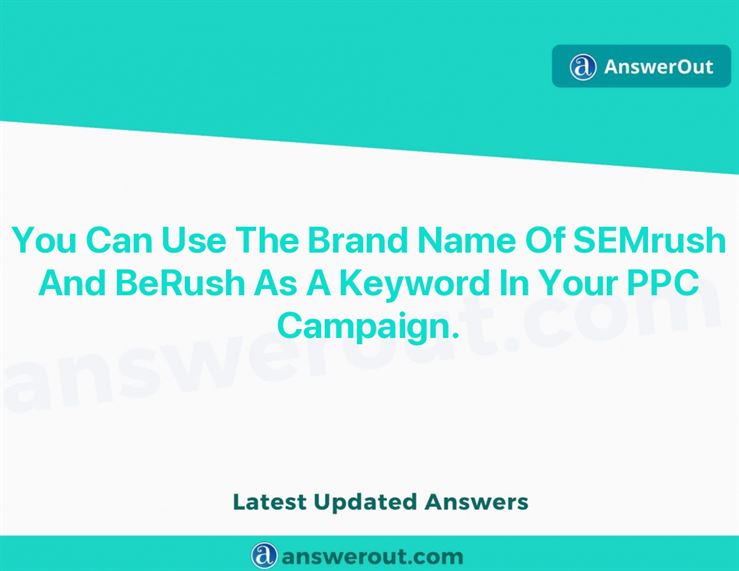 AnswerOut
You Can Use The Brand Name Of SEMrush
And BeRush As A Keyword In Your PPC
Campaign.
answerout.com
Latest Updated Answers
answerout.com